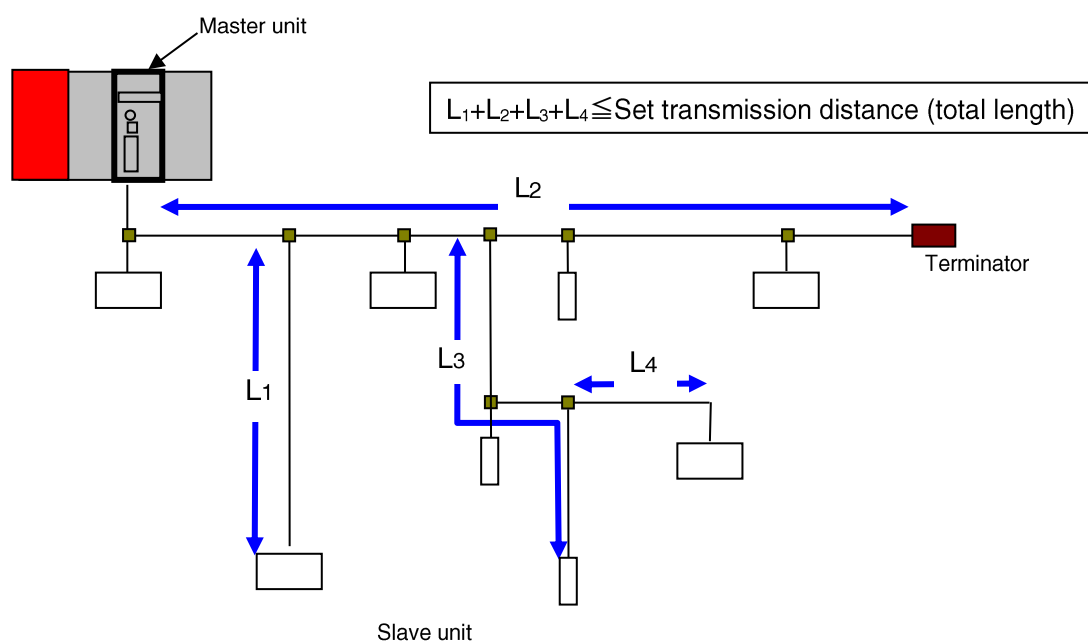 Master unit
L1+L2+L3+L4≦Set transmission distance (total length)
L2
Terminator
L3
L4
L1
Slave unit